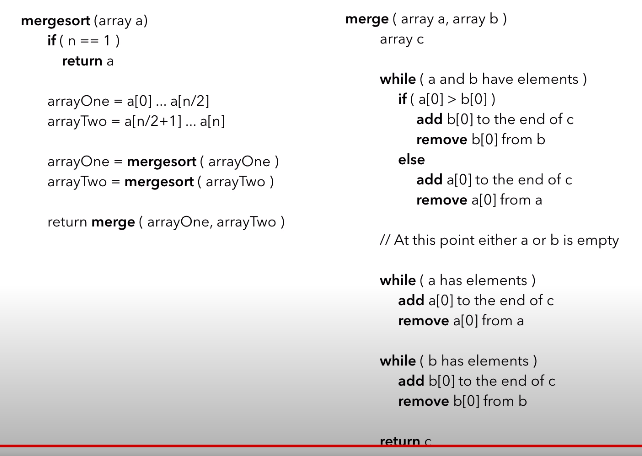 mergesort (array a)
if ( n == 1 )
return a
arrayOne = a[0] ... a[n/2]
arrayTwo = a[n/2+1] ... a[n]
arrayOne = mergesort ( arrayOne )
arrayTwo = mergesort ( arrayTwo )
return merge ( arrayOne, arrayTwo )
merge ( array a, array b )
array c
while ( a and b have elements )
if ( a[0] > b[0] )
add b[0] to the end of c
remove b[0] from b
else
add a[0] to the end of c
remove a[0] from a
// At this point either a or b is empty
while ( a has elements )
add a[0] to the end of c
remove a[0] from a
while ( b has elements )
add b[0] to the end of c
remove b[0] from b
return c